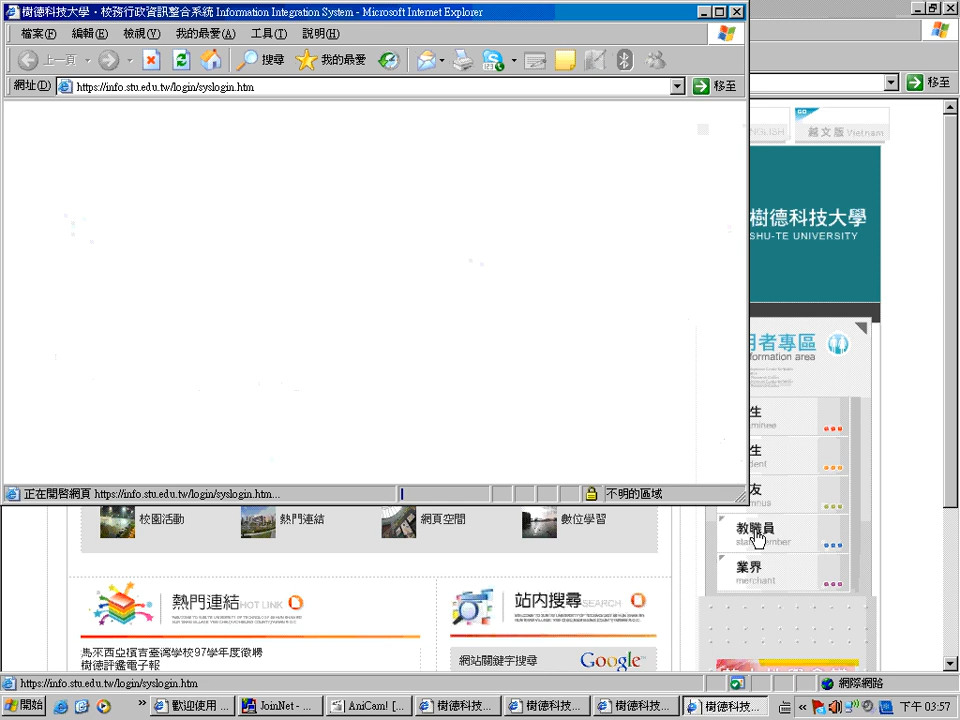 樹德科技大學‧校務行政資訊整合系統 Information Integration System - Microsoft Internet Explorer
檔案(F) 編輯(E) 檢視(V) 我的最愛(A) 工具(T) 說明(H)
上一頁 搜尋 我的最愛
網址(D) https://info.stu.edu.tw/login/syslogin.htm 移至
移至
ENGLISH GO 越文版 Vietnam
樹德科技大學
SHU-TE UNIVERSITY
用者專區
formation area
生
aminee
生
dent
友
mnus
教職員
業界
merchant
正在開啓網頁 https://info.stu.edu.tw/login/syslogin.htm... 不明的區域
校園活動 熱門連結 網頁空間 數位學習
熱門連結 HOT LINK
站內搜尋 SEARCH
馬來西亞檳吉臺灣學校97學年度徵聘
樹德評鑑電子報
網站關鍵字搜尋 Google
https://info.stu.edu.tw/login/syslogin.htm 網際網路
開始 » 歡迎使用 ... JoinNet - ... AniCam! [... 樹德科技... 樹德科技... 樹德科技... 樹德科技... « 下午 03:57